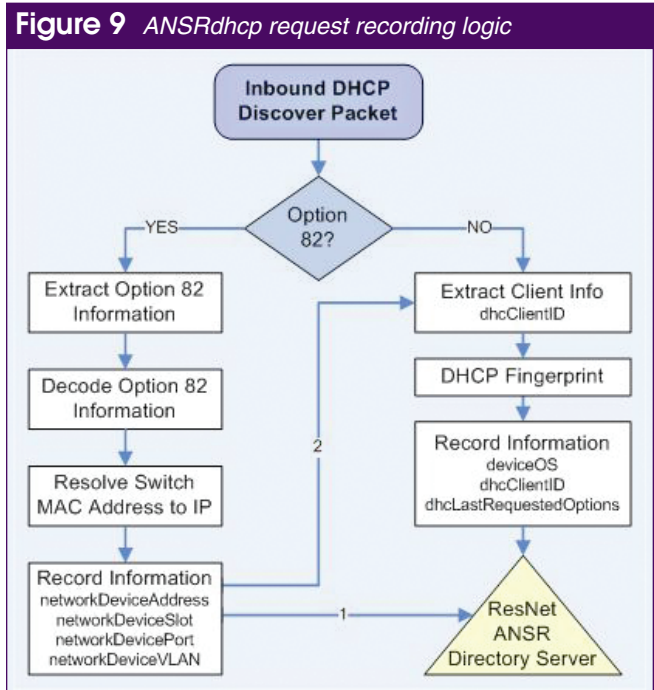 Figure 9 ANSRdhcp request recording logic
Inbound DHCP
Discover Packet
Option
82?
YES
NO
Extract Option 82
Information
Decode Option 82
Information
Resolve Switch
MAC Address to IP
Record Information
networkDeviceAddress
networkDeviceSlot
networkDevicePort
networkDeviceVLAN
2
1
Extract Client Info
dhcClientID
DHCP Fingerprint
Record Information
deviceOS
dhcClientID
dhcLastRequestedOptions
ResNet
ANSR
Directory Server